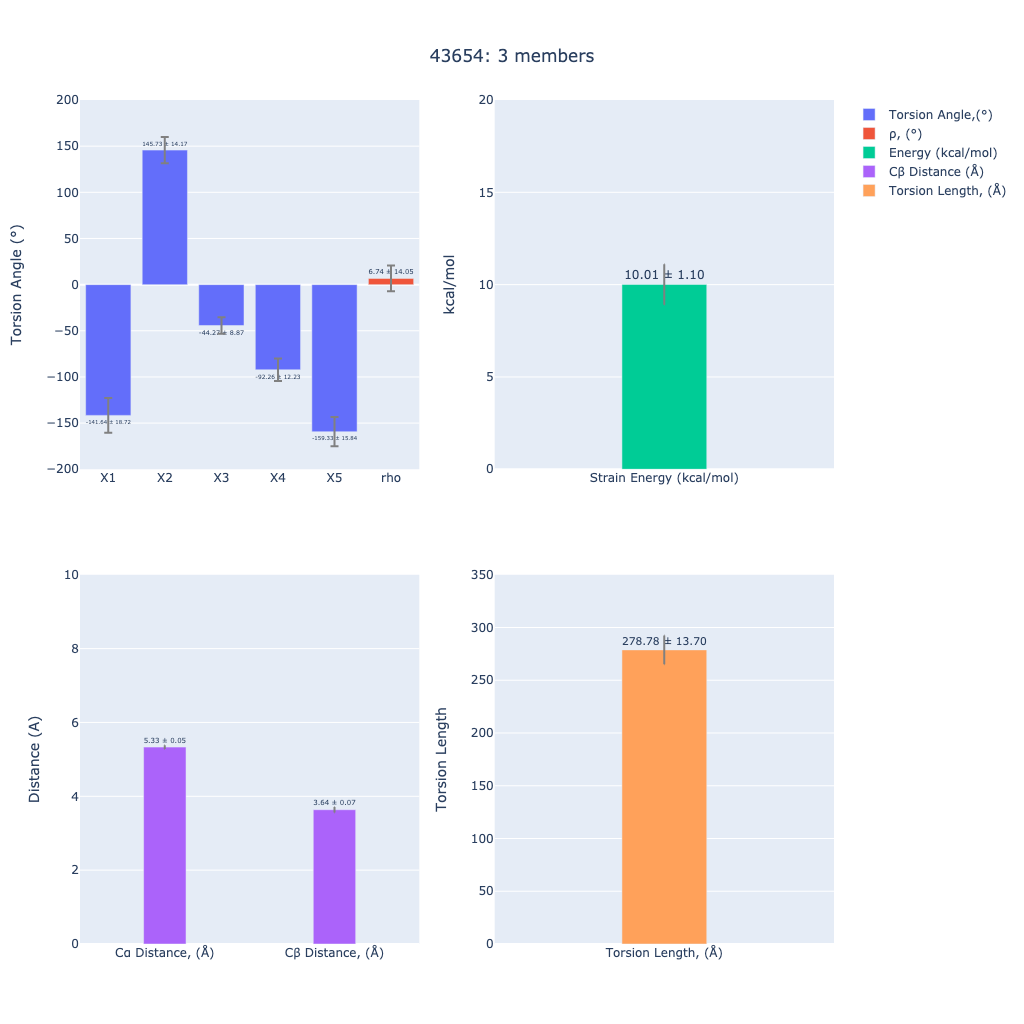 43654: 3 members
Torsion Angle (°)
200
150
100
50
0
−50
−100
−150
−200
145.73 ± 14.17
6.74 ± 14.05
-44.27 ± 8.87
-92.26 ± 12.23
-141.64 ± 18.72
-159.33 ± 15.84
X1 X2 X3 X4 X5 rho
kcal/mol
20
15
10
5
0
10.01 ± 1.10
Strain Energy (kcal/mol)
Torsion Angle,(°)
ρ, (°)
Energy (kcal/mol)
Cβ Distance (Å)
Torsion Length, (Å)
Distance (A)
10
8
6
4
2
0
5.33 ± 0.05
3.64 ± 0.07
Cα Distance, (Å) Cβ Distance, (Å)
Torsion Length
350
300
250
200
150
100
50
0
278.78 ± 13.70
Torsion Length, (Å)